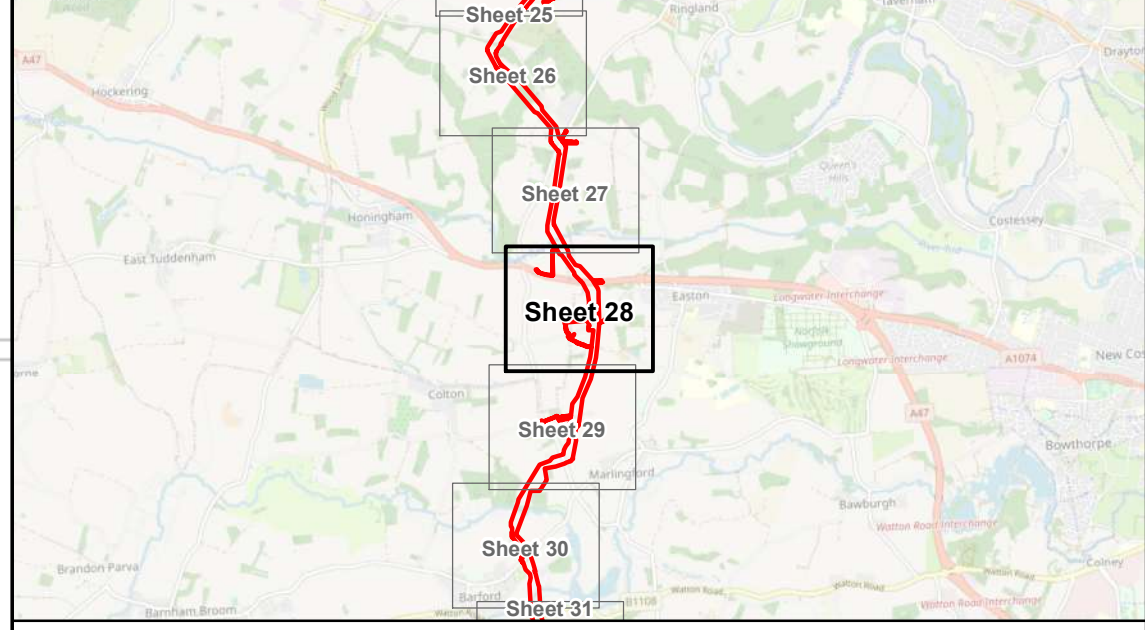 Sheet 25
Ringland
Taverham
Drayton
A47
Hockering
Sheet 26
Queen's
Hills
Sheet 27
Honingham
Costessey
East Tuddenham
Sheet 28
Easton
Longwater Interchange
Norfolk
Showground
Longwater Interchange
A1074
New Cos
orne
Colton
A47
Sheet 29
Bowthorpe
Marlingford
Bawburgh
Watton Road Interchange
Sheet 30
Brandon Parva
Colney
Watton Road
Watton Road
Watton Road
Barford
Watton Road Interchange
B1108
Barnham Broom
Sheet 31